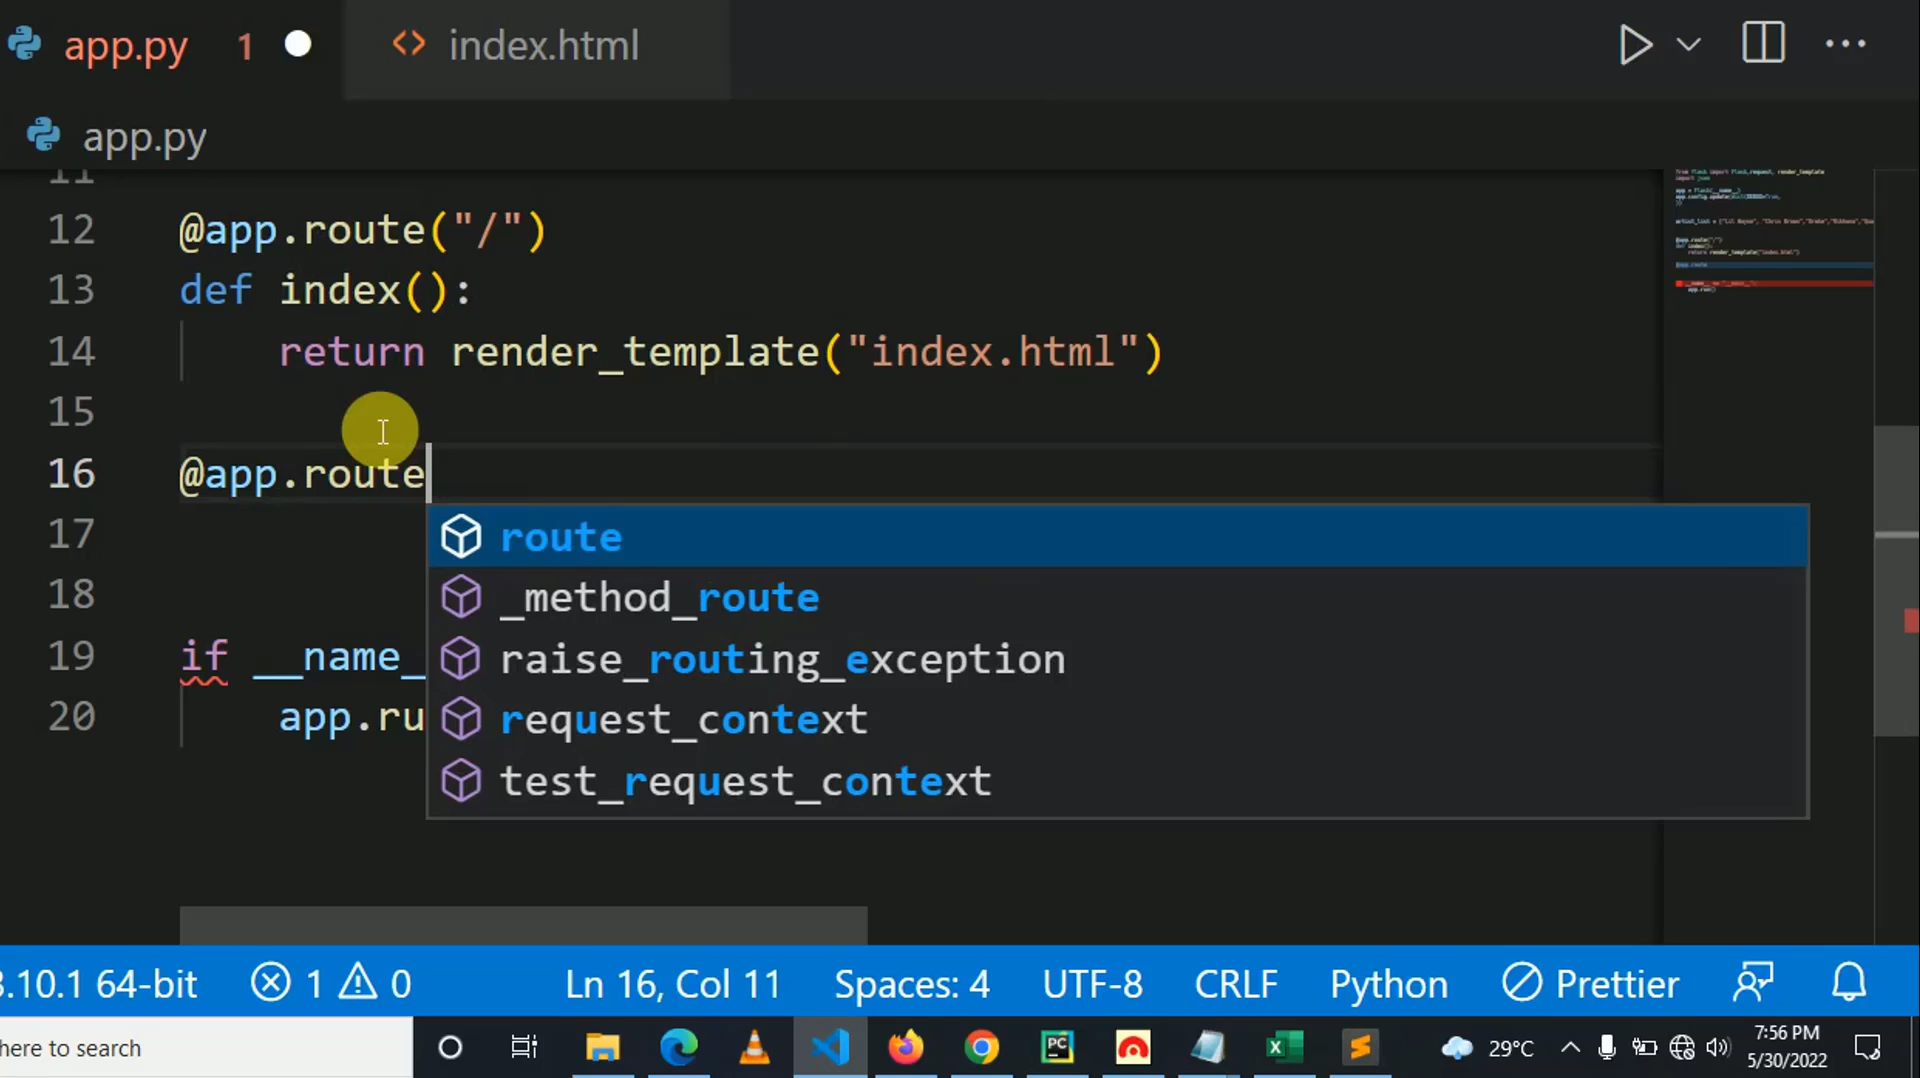 app.py 1 index.html
app.py
11
12 @app.route("/")
13 def index():
14 return render_template("index.html")
15
16 @app.route
17 route
18 _method_route
19 if __name_ raise_routing_exception
20 app.ru request_context
test_request_context
3.10.1 64-bit 1 0 Ln 16, Col 11 Spaces: 4 UTF-8 CRLF Python Prettier
here to search 29°C 7:56 PM
5/30/2022